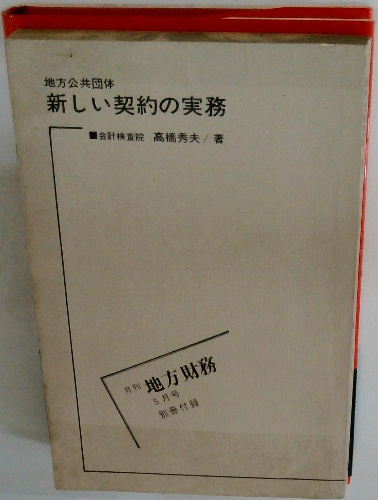 地方公共団体
新しい契約の実務
■会計検査院 高橋秀夫/著
月刊 地方財務
5月号
別冊付録